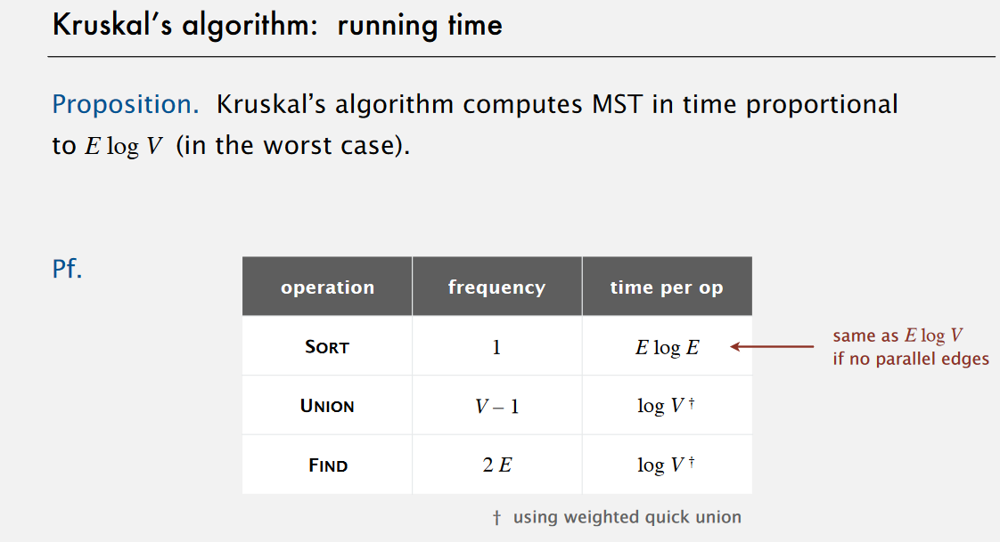 Kruskal’s algorithm: running time
Proposition. Kruskal’s algorithm computes MST in time proportional
to E log V (in the worst case).
Pf.
operation frequency time per op
SORT 1 E log E
same as E log V
if no parallel edges
UNION V – 1 log V †
FIND 2 E log V †
† using weighted quick union